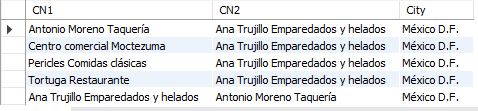 CN1 CN2 City
Antonio Moreno Taquería Ana Trujillo Emparedados y helados México D.F.
Centro comercial Moctezuma Ana Trujillo Emparedados y helados México D.F.
Pericles Comidas clásicas Ana Trujillo Emparedados y helados México D.F.
Tortuga Restaurante Ana Trujillo Emparedados y helados México D.F.
Ana Trujillo Emparedados y helados Antonio Moreno Taquería México D.F.